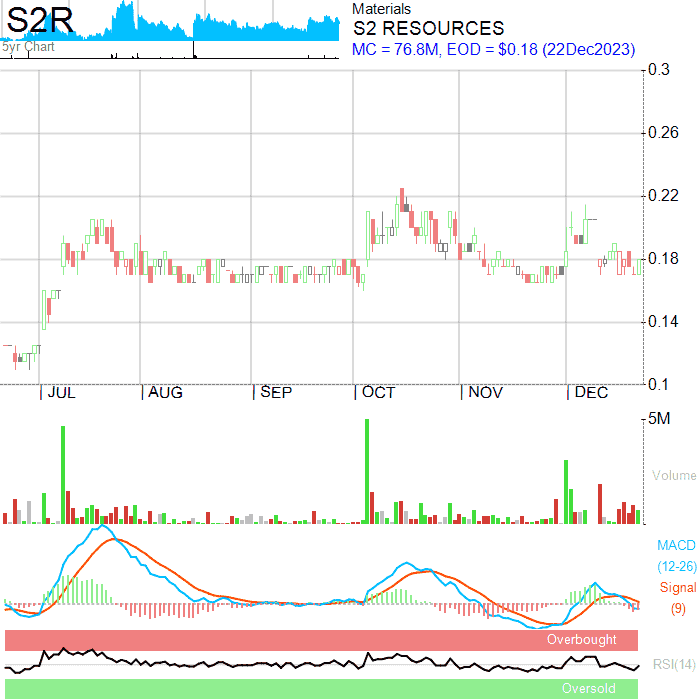 S2R
5yr Chart
Materials
S2 RESOURCES
MC = 76.8M, EOD = $0.18 (22Dec2023)
0.3
0.26
0.22
0.18
0.14
0.1
JUL AUG SEP OCT NOV DEC
5M
Volume
MACD
(12-26)
Signal
(9)
Overbought
RSI(14)
Oversold